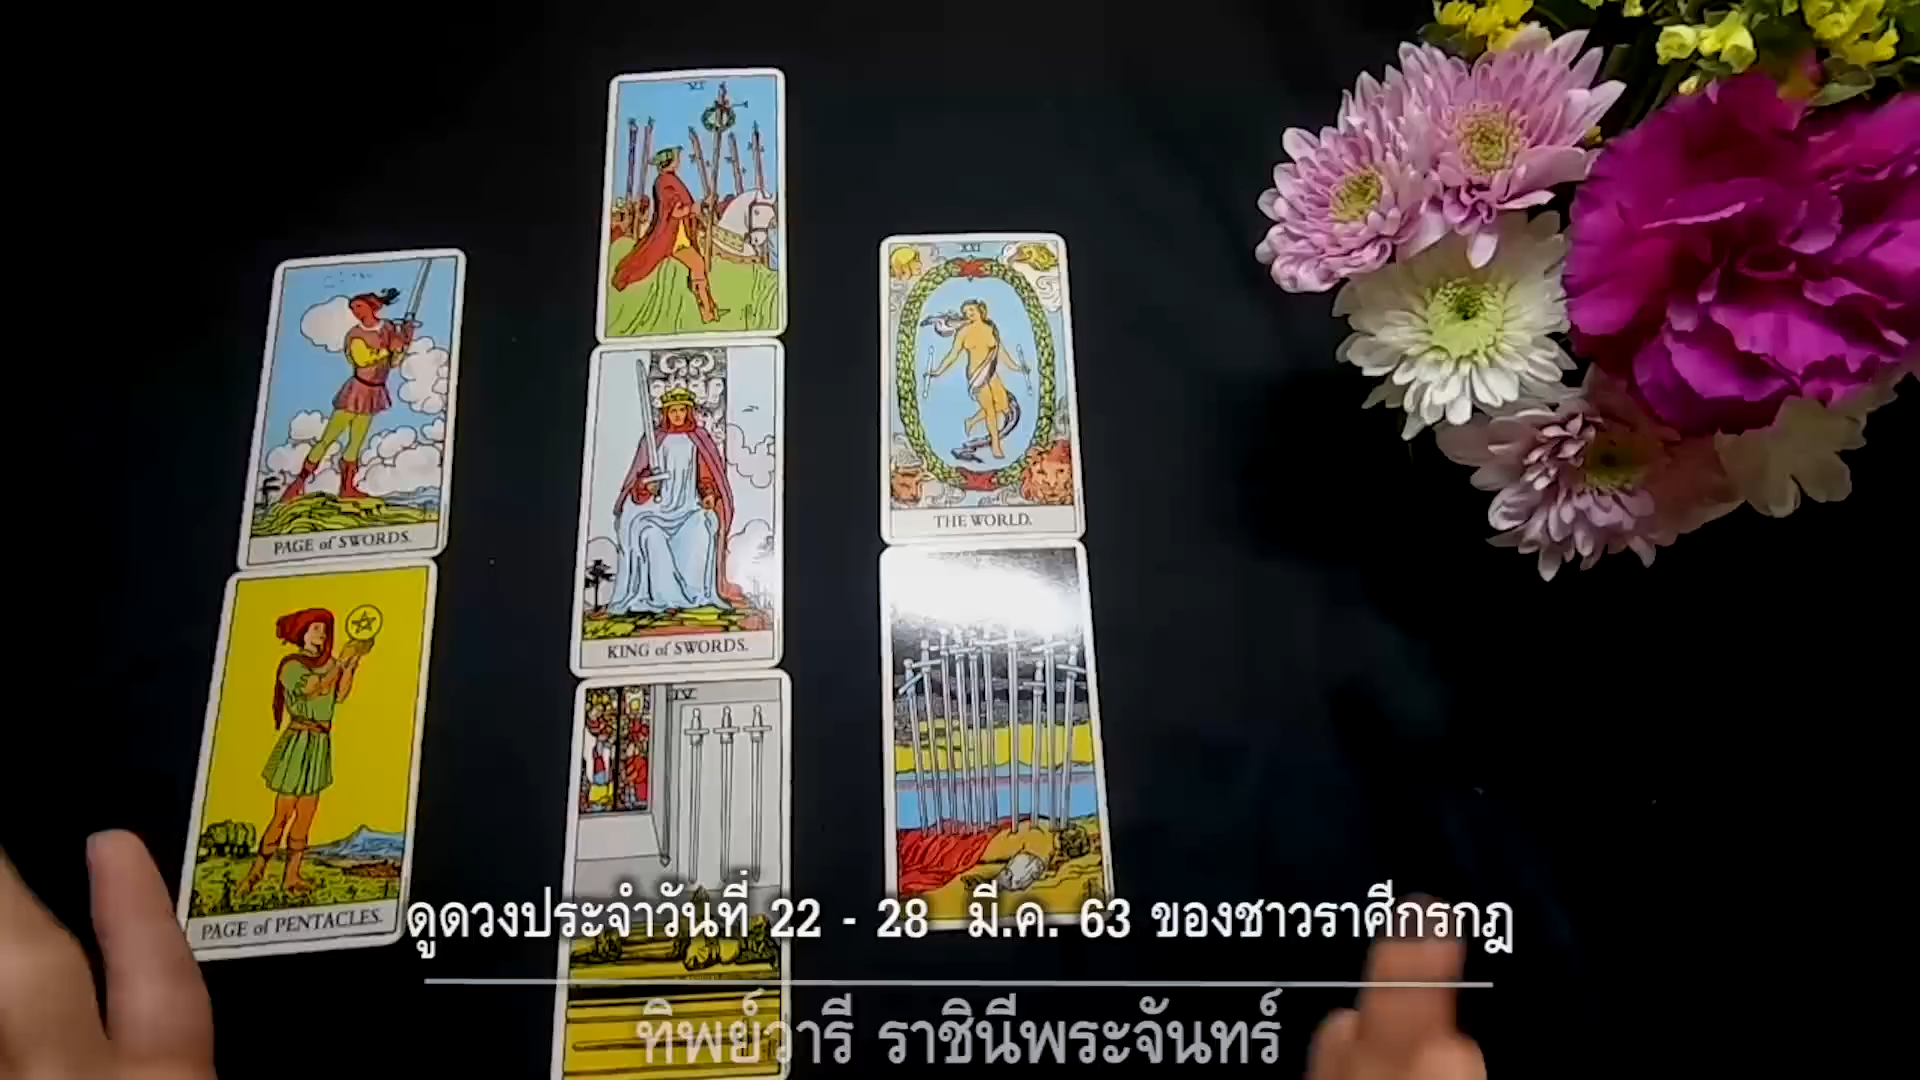 VI
XXI
PAGE of SWORDS.
THE WORLD.
KING of SWORDS.
IV
PAGE of PENTACLES.
ดูดวงประจำวันที่ 22 - 28 มี.ค. 63 ของชาวราศีกรกฎ
ทิพย์วารี ราชินีพระจันทร์